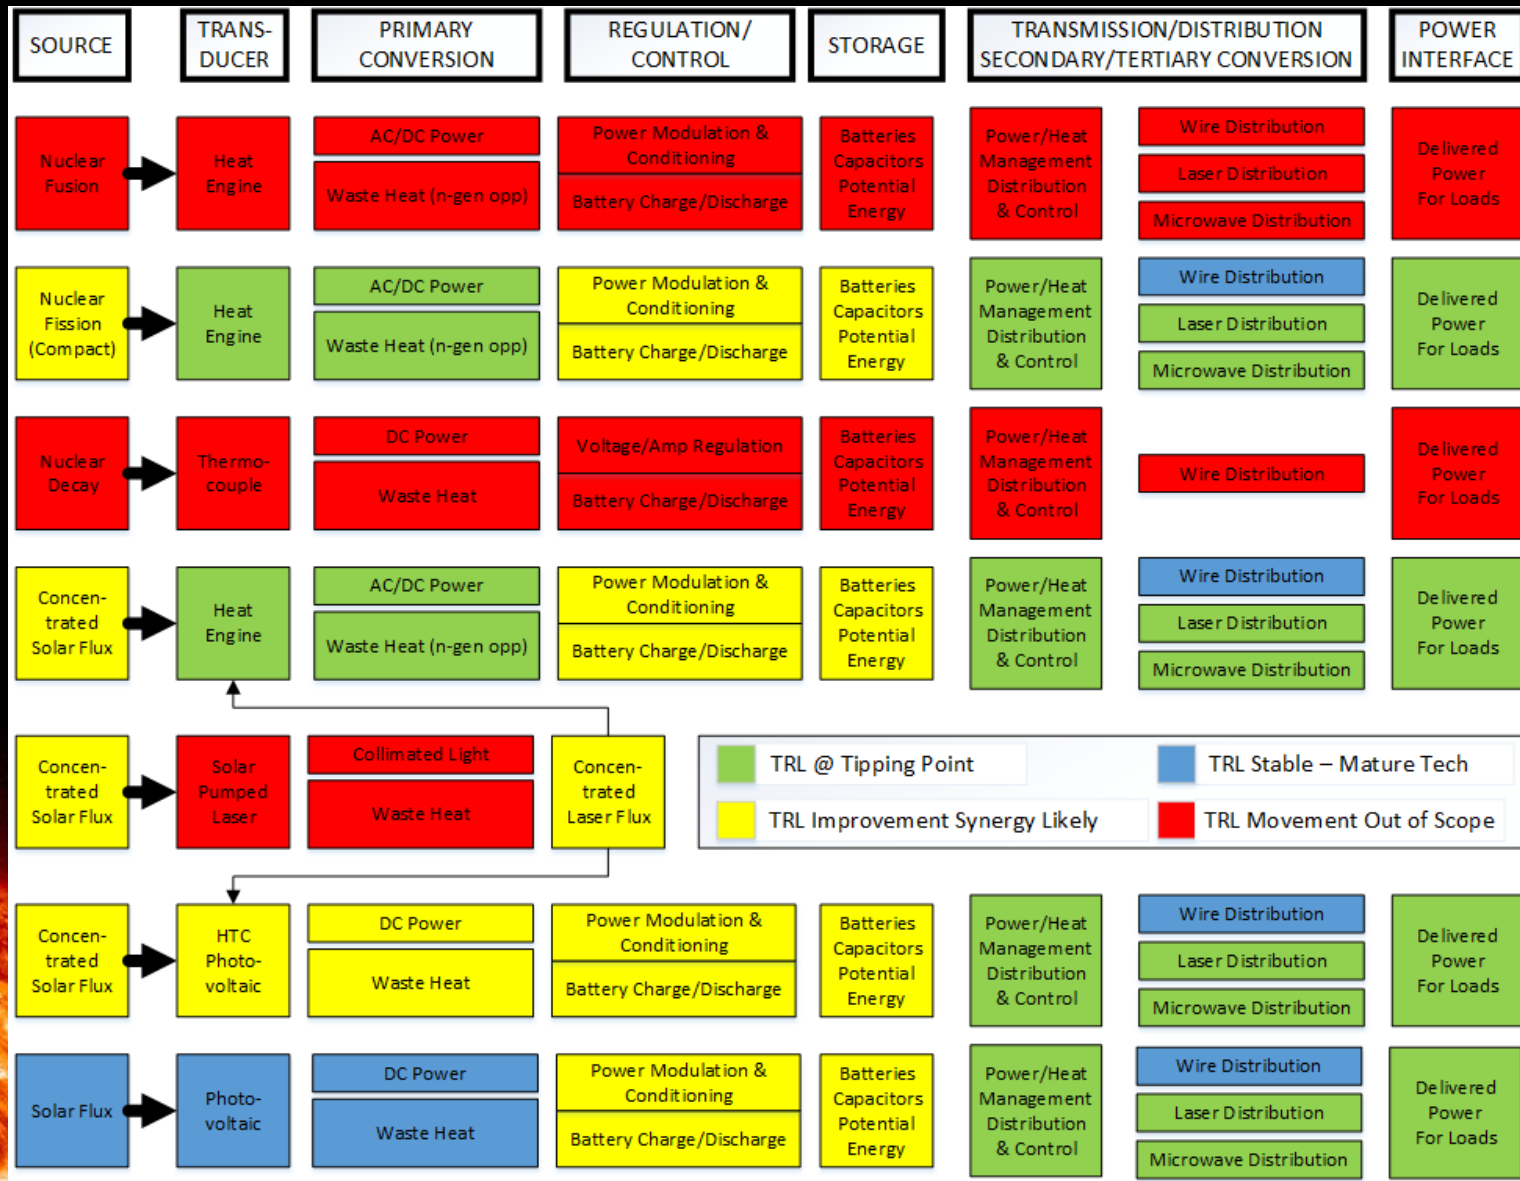 SOURCE
TRANS-
DUCER
PRIMARY
CONVERSION
REGULATION/
CONTROL
STORAGE
TRANSMISSION/DISTRIBUTION
SECONDARY/TERTIARY CONVERSION
POWER
INTERFACE
Nuclear
Fusion
Heat
Engine
AC/DC Power
Waste Heat (n-gen opp)
Power Modulation &
Conditioning
Battery Charge/Discharge
Batteries
Capacitors
Potential
Energy
Power/Heat
Management
Distribution
& Control
Wire Distribution
Laser Distribution
Microwave Distribution
Delivered
Power
For Loads
Nuclear
Fission
(Compact)
Heat
Engine
AC/DC Power
Waste Heat (n-gen opp)
Power Modulation &
Conditioning
Battery Charge/Discharge
Batteries
Capacitors
Potential
Energy
Power/Heat
Management
Distribution
& Control
Wire Distribution
Laser Distribution
Microwave Distribution
Delivered
Power
For Loads
Nuclear
Decay
Thermo-
couple
DC Power
Waste Heat
Voltage/Amp Regulation
Battery Charge/Discharge
Batteries
Capacitors
Potential
Energy
Power/Heat
Management
Distribution
& Control
Wire Distribution
Delivered
Power
For Loads
Concen-
trated
Solar Flux
Heat
Engine
AC/DC Power
Waste Heat (n-gen opp)
Power Modulation &
Conditioning
Battery Charge/Discharge
Batteries
Capacitors
Potential
Energy
Power/Heat
Management
Distribution
& Control
Wire Distribution
Laser Distribution
Microwave Distribution
Delivered
Power
For Loads
Concen-
trated
Solar Flux
Solar
Pumped
Laser
Collimated Light
Waste Heat
Concen-
trated
Laser Flux
TRL @ Tipping Point
TRL Stable – Mature Tech
TRL Improvement Synergy Likely
TRL Movement Out of Scope
Concen-
trated
Solar Flux
HTC
Photo-
voltaic
DC Power
Waste Heat
Power Modulation &
Conditioning
Battery Charge/Discharge
Batteries
Capacitors
Potential
Energy
Power/Heat
Management
Distribution
& Control
Wire Distribution
Laser Distribution
Microwave Distribution
Delivered
Power
For Loads
Solar Flux
Photo-
voltaic
DC Power
Waste Heat
Power Modulation &
Conditioning
Battery Charge/Discharge
Batteries
Capacitors
Potential
Energy
Power/Heat
Management
Distribution
& Control
Wire Distribution
Laser Distribution
Microwave Distribution
Delivered
Power
For Loads